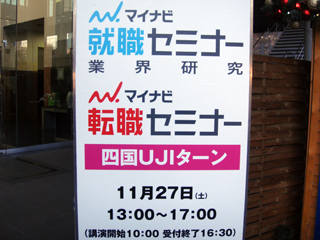 マイナビ
就職セミナー
業界研究
マイナビ
転職セミナー
四国UJIターン
11月27日(土)
13:00〜17:00
(講演開始10:00 受付終了16:30)